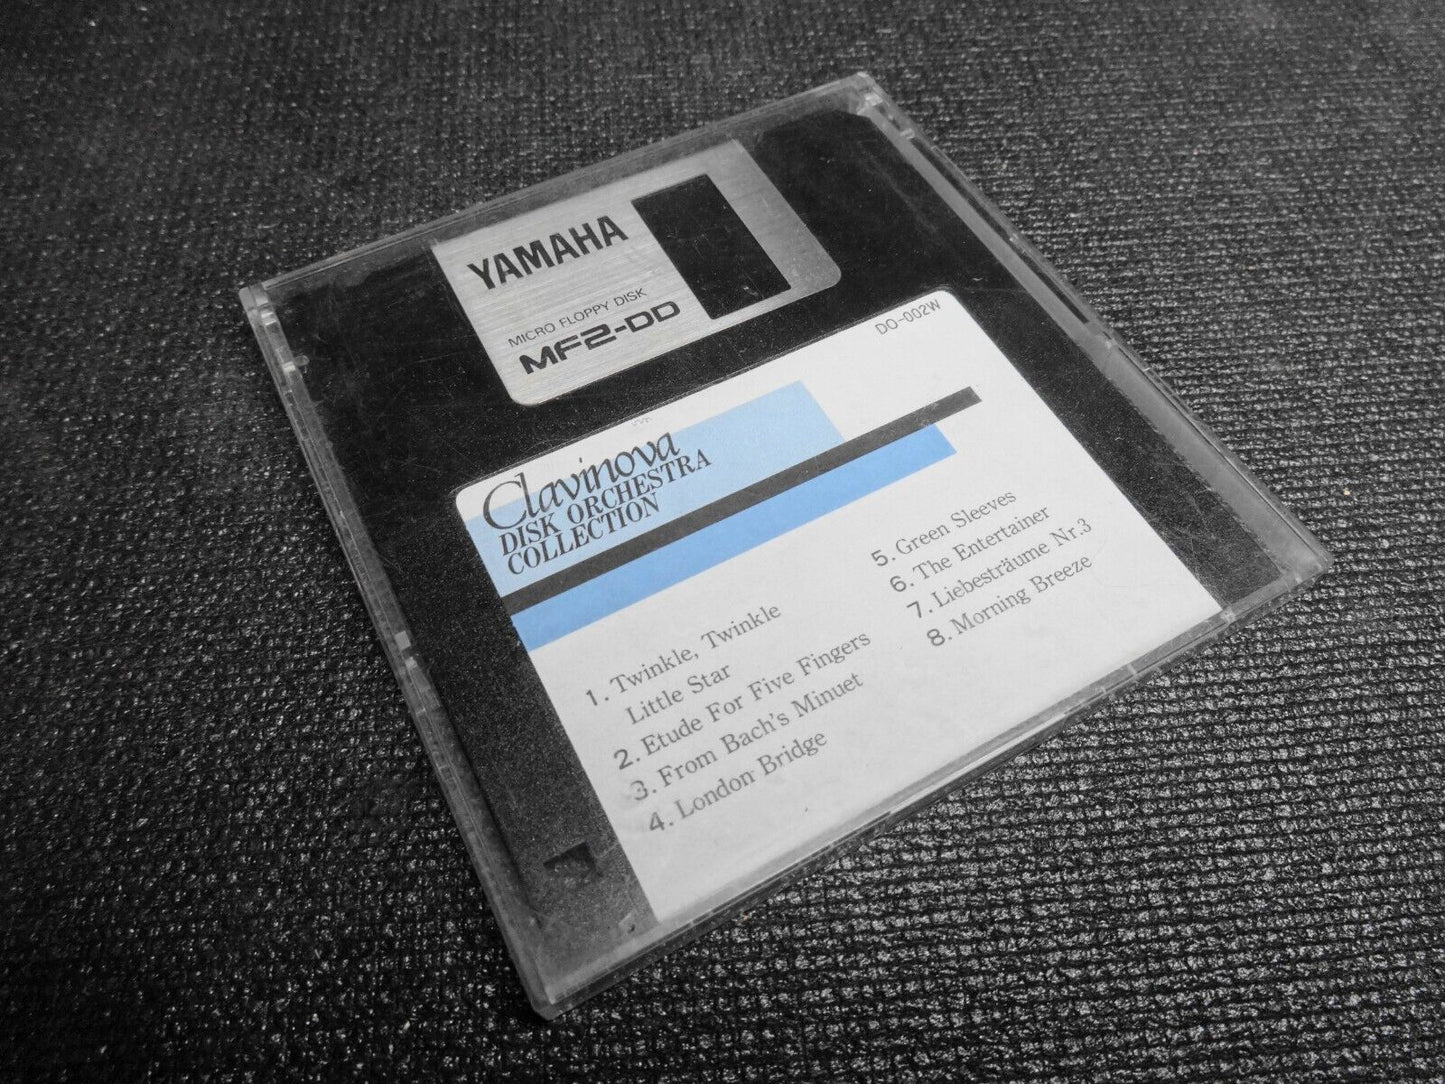 YAMAHA
MICRO FLOPPY DISK
MF2-DD
DO-002W
Clavinova
DISK ORCHESTRA
COLLECTION
1. Twinkle, Twinkle
Little Star
2. Etude For Five Fingers
3. From Bach's Minuet
4. London Bridge
5. Green Sleeves
6. The Entertainer
7. Liebesträume Nr.3
8. Morning Breeze